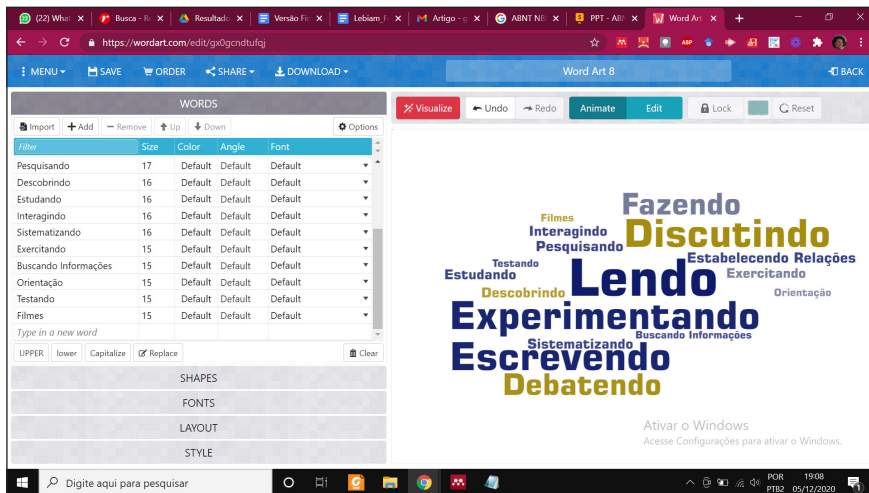 (22) What
Busca - R
Resultado
Versão Fi
Lebiam_F
Artigo - g
ABNT NB
PPT - AB
Word Art
https://wordart.com/edit/gx0gcndtufqj
ABP
MENU SAVE ORDER SHARE DOWNLOAD Word Art 8 BACK
WORDS
Import Add Remove Up Down Options
Filter Size Color Angle Font
Pesquisando 17 Default Default Default
Descobrindo 16 Default Default Default
Estudando 16 Default Default Default
Interagindo 16 Default Default Default
Sistematizando 16 Default Default Default
Exercitando 15 Default Default Default
Buscando Informações 15 Default Default Default
Orientação 15 Default Default Default
Testando 15 Default Default Default
Filmes 15 Default Default Default
Type in a new word
UPPER lower Capitalize Replace Clear
SHAPES
FONTS
LAYOUT
STYLE
Visualize Undo Redo Animate Edit Lock Reset
Fazendo
Filmes
Interagindo
Discutindo
Pesquisando
Estabelecendo Relações
Testando
Lendo
Estudando
Exercitando
Descobrindo
Orientação
Experimentando
Buscando Informações
Sistematizando
Escrevendo
Debatendo
Ativar o Windows
Acesse Configurações para ativar o Windows.
Digite aqui para pesquisar
POR
PTB2
19:08
05/12/2020